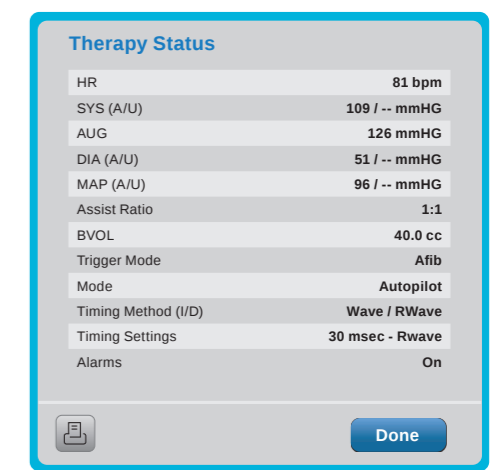 Therapy Status
HR 81 bpm
SYS (A/U) 109 / -- mmHG
AUG 126 mmHG
DIA (A/U) 51 / -- mmHG
MAP (A/U) 96 / -- mmHG
Assist Ratio 1:1
BVOL 40.0 cc
Trigger Mode Afib
Mode Autopilot
Timing Method (I/D) Wave / RWave
Timing Settings 30 msec - Rwave
Alarms On
Done